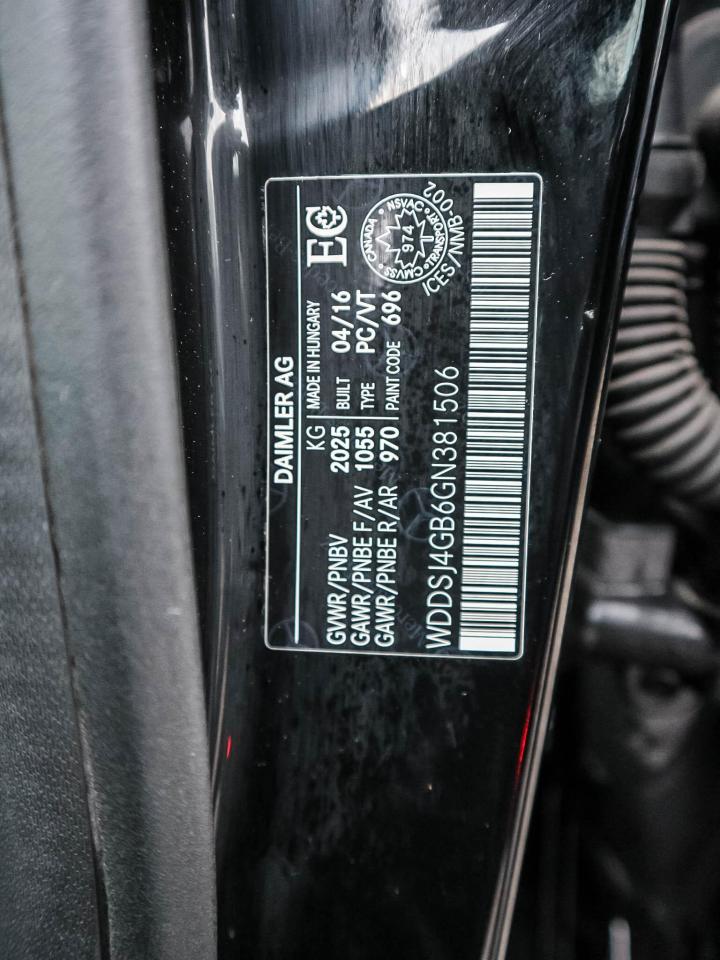 DAIMLER AG
KG MADE IN HUNGARY
GVWR/PNBV 2025 BUILT 04/16
GAWR/PNBE F/AV 1055 TYPE PC/VT
GAWR/PNBE R/AR 970 PAINT CODE 696
EC
CANADA
NSVAC
TRANSPORT
CMVSS
974
ICES/NMB-002
WDDSJ4GB6GN381506